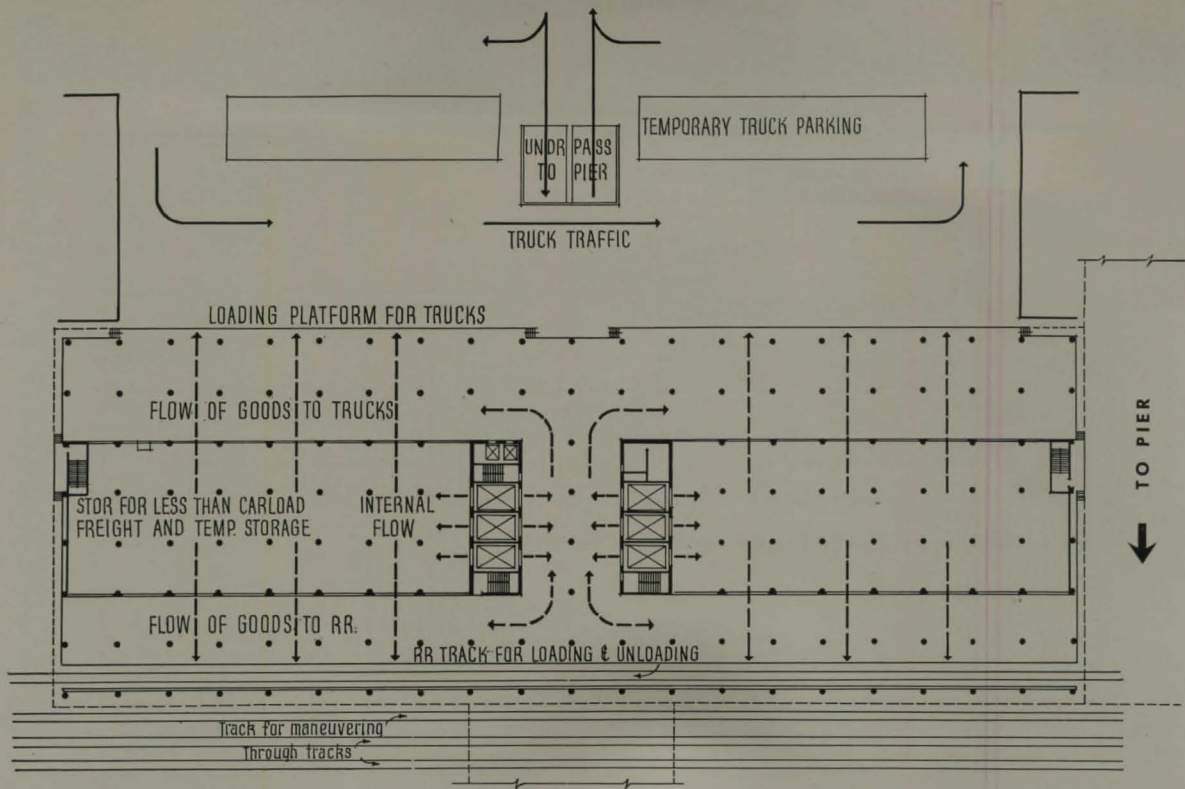 TEMPORARY TRUCK PARKING
UNDR PASS
TO PIER
TRUCK TRAFFIC
LOADING PLATFORM FOR TRUCKS
FLOW OF GOODS TO TRUCKS
TO PIER
STOR FOR LESS THAN CARLOAD
FREIGHT AND TEMP. STORAGE
INTERNAL
FLOW
FLOW OF GOODS TO RR.
RR TRACK FOR LOADING & UNLOADING
Track for maneuvering
Through tracks